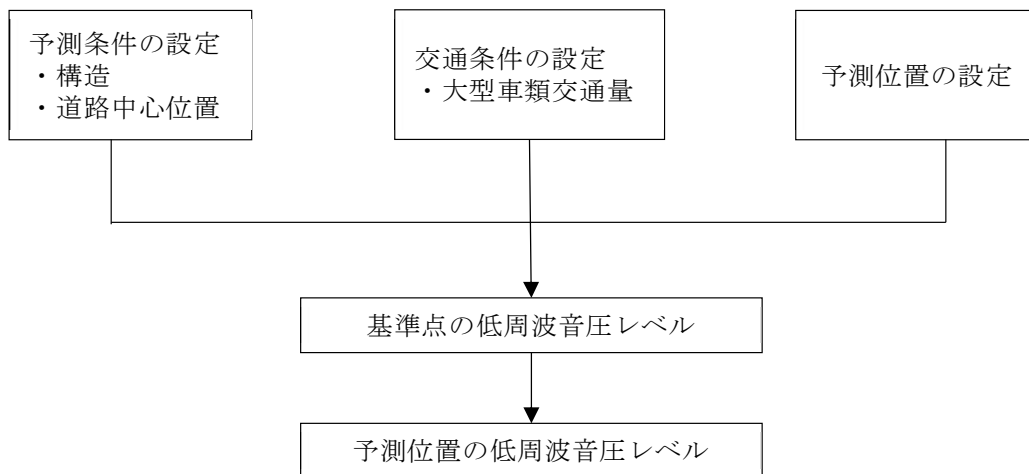 予測条件の設定
・構造
・道路中心位置
交通条件の設定
・大型車類交通量
予測位置の設定
基準点の低周波音圧レベル
予測位置の低周波音圧レベル